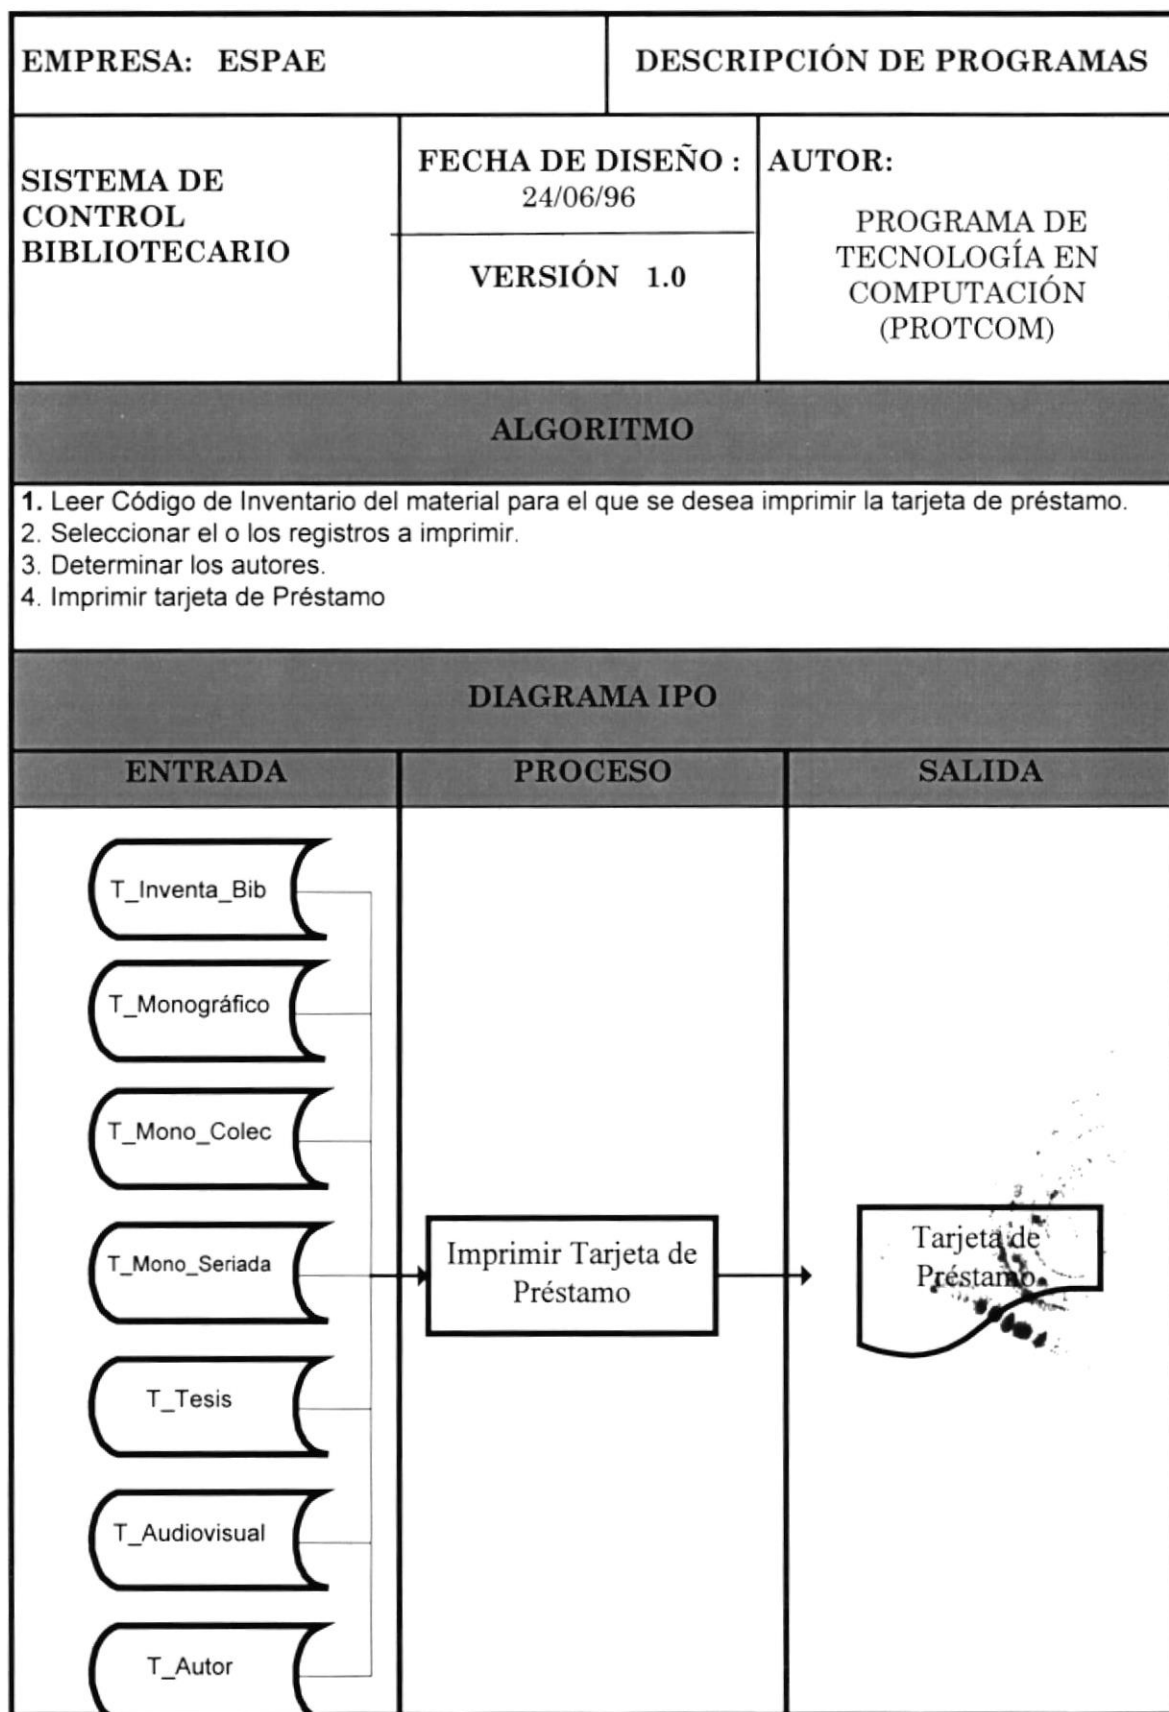 EMPRESA: ESPAE
DESCRIPCIÓN DE PROGRAMAS
SISTEMA DE
CONTROL
BIBLIOTECARIO
FECHA DE DISEÑO :
24/06/96
VERSIÓN 1.0
AUTOR:
PROGRAMA DE
TECNOLOGÍA EN
COMPUTACIÓN
(PROTCOM)
ALGORITMO
1. Leer Código de Inventario del material para el que se desea imprimir la tarjeta de préstamo.
2. Seleccionar el o los registros a imprimir.
3. Determinar los autores.
4. Imprimir tarjeta de Préstamo
DIAGRAMA IPO
ENTRADA
PROCESO
SALIDA
T_Inventa_Bib
T_Monográfico
T_Mono_Colec
T_Mono_Seriada
T_Tesis
T_Audiovisual
T_Autor
Imprimir Tarjeta de
Préstamo
Tarjeta de
Préstamo